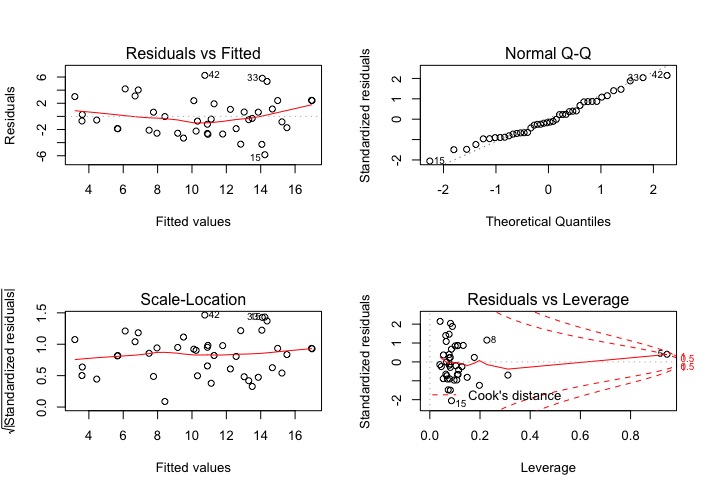 Residuals vs Fitted
Residuals
6
2
-2
-6
42
33
15
4 6 8 10 12 14 16
Fitted values
Normal Q-Q
Standardized residuals
2
1
0
-2
33
42
15
-2 -1 0 1 2
Theoretical Quantiles
Scale-Location
√|Standardized residuals|
1.5
1.0
0.5
0.0
42
33
4 6 8 10 12 14 16
Fitted values
Residuals vs Leverage
Standardized residuals
2
1
0
-2
8
5
15
Cook's distance
1
0.5
0.5
0.0 0.2 0.4 0.6 0.8
Leverage